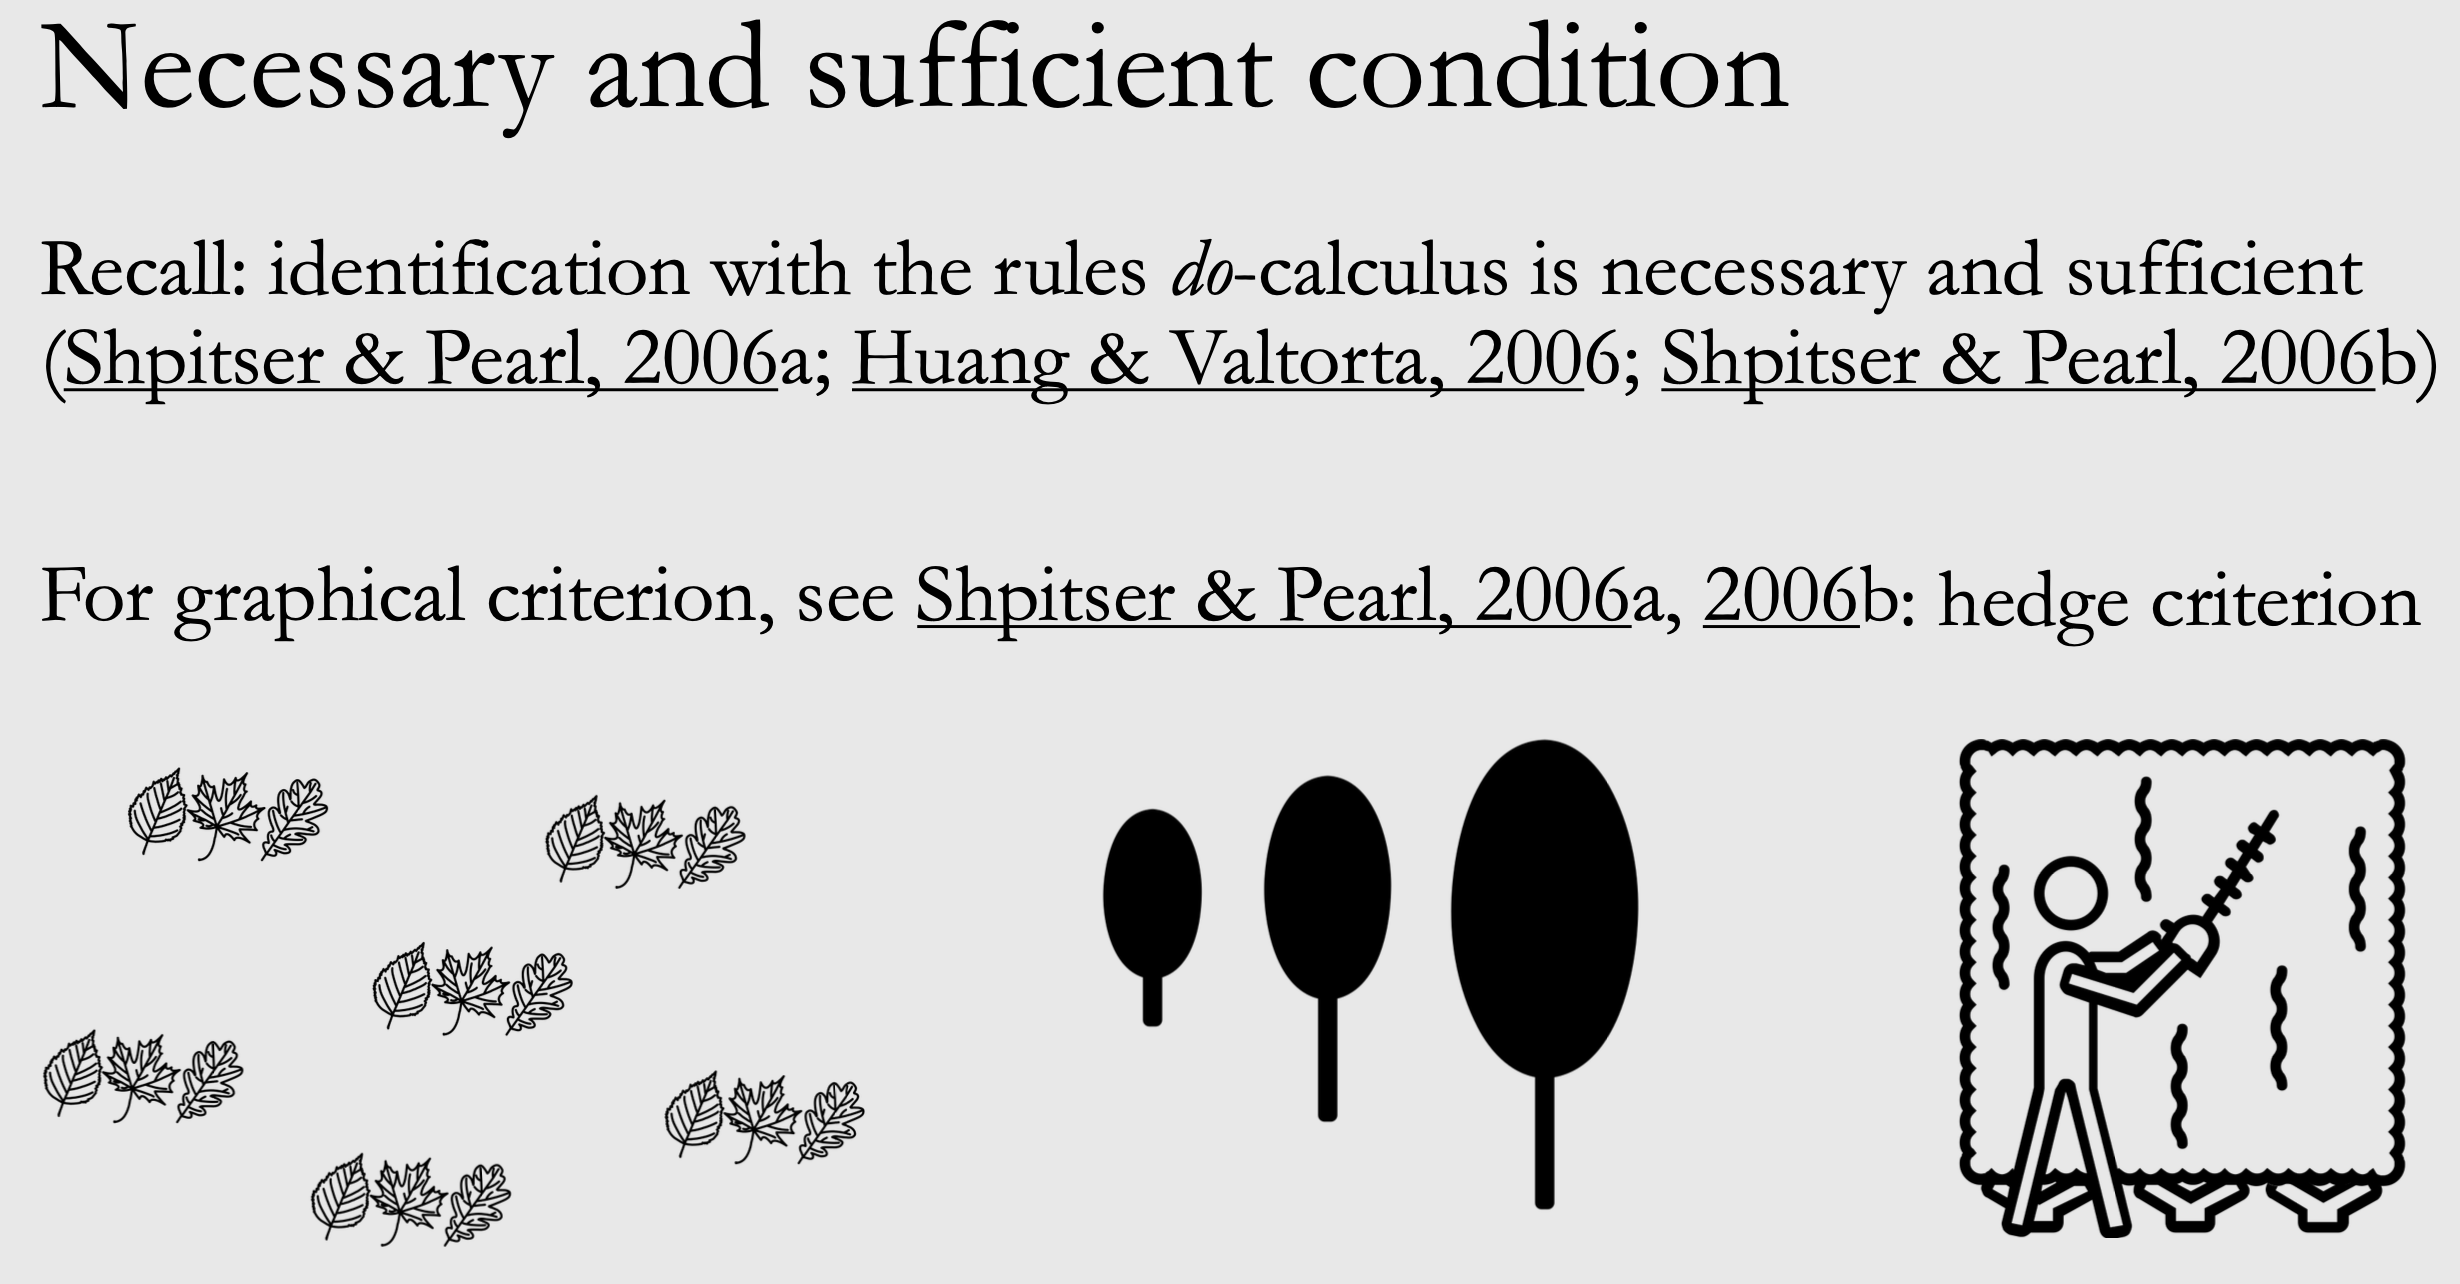 Necessary and sufficient condition
Recall: identification with the rules do-calculus is necessary and sufficient
(Shpitser & Pearl, 2006a; Huang & Valtorta, 2006; Shpitser & Pearl, 2006b)
For graphical criterion, see Shpitser & Pearl, 2006a, 2006b: hedge criterion